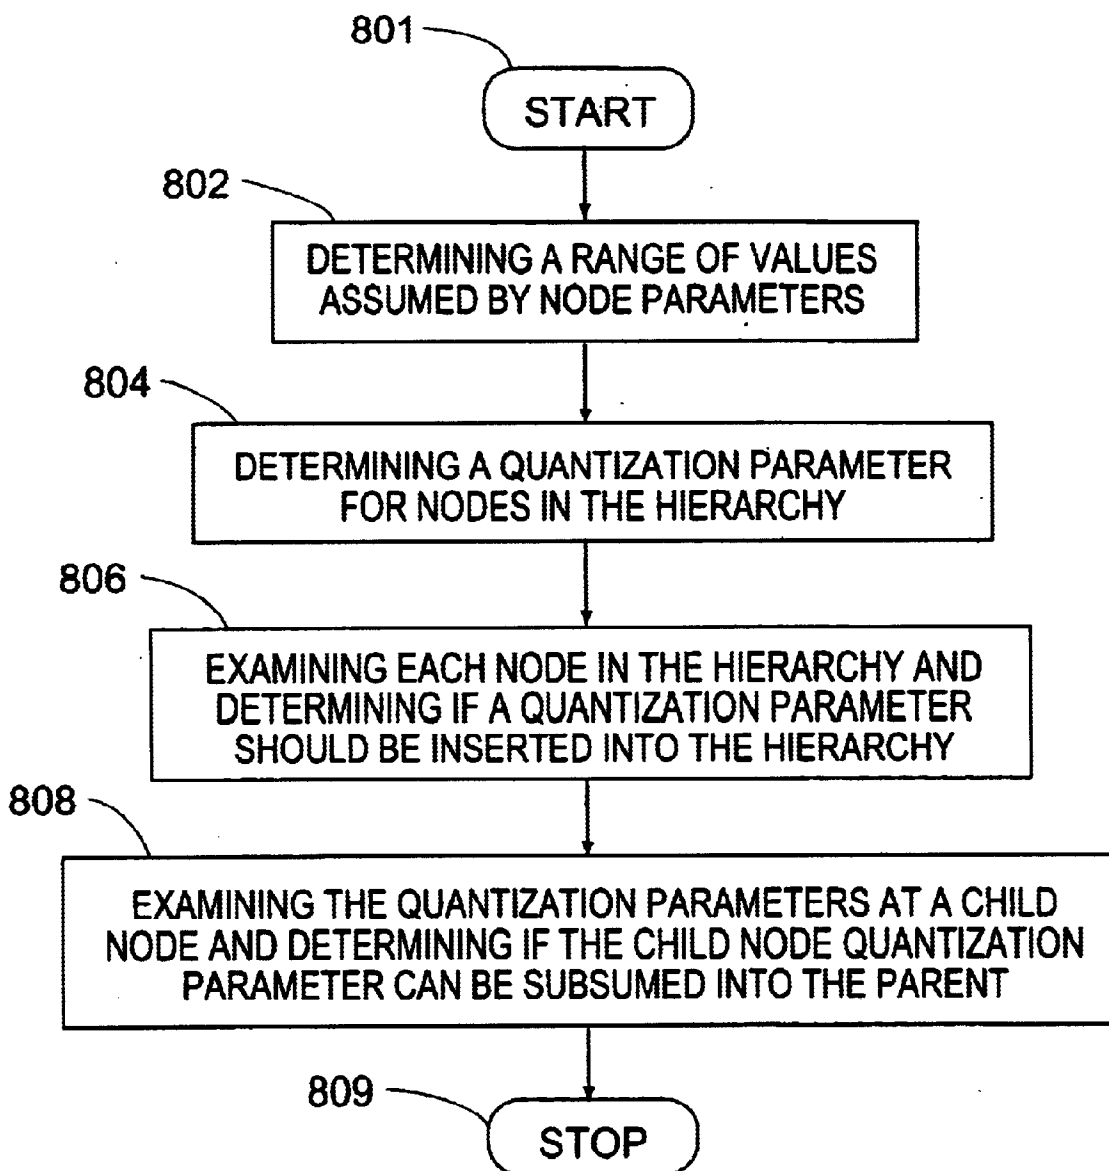 801
START
802
DETERMINING A RANGE OF VALUES
ASSUMED BY NODE PARAMETERS
804
DETERMINING A QUANTIZATION PARAMETER
FOR NODES IN THE HIERARCHY
806
EXAMINING EACH NODE IN THE HIERARCHY AND
DETERMINING IF A QUANTIZATION PARAMETER
SHOULD BE INSERTED INTO THE HIERARCHY
808
EXAMINING THE QUANTIZATION PARAMETERS AT A CHILD
NODE AND DETERMINING IF THE CHILD NODE QUANTIZATION
PARAMETER CAN BE SUBSUMED INTO THE PARENT
809
STOP